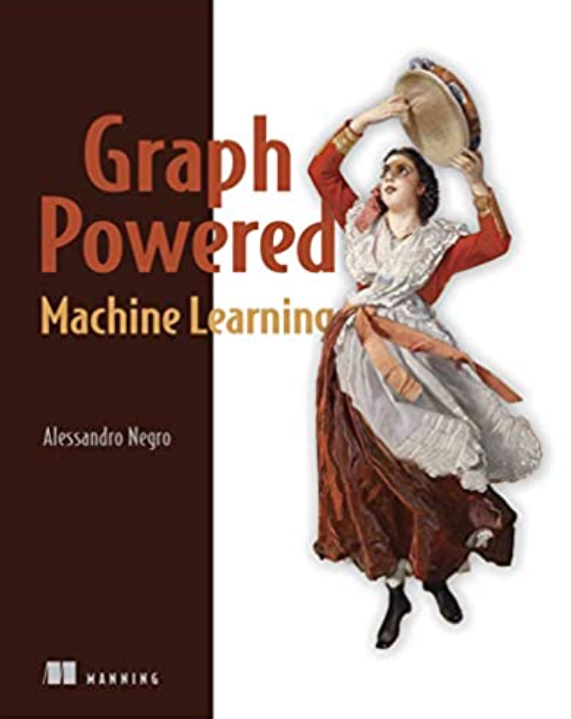 Graph
Powered
Machine Learning
Alessandro Negro
MANNING